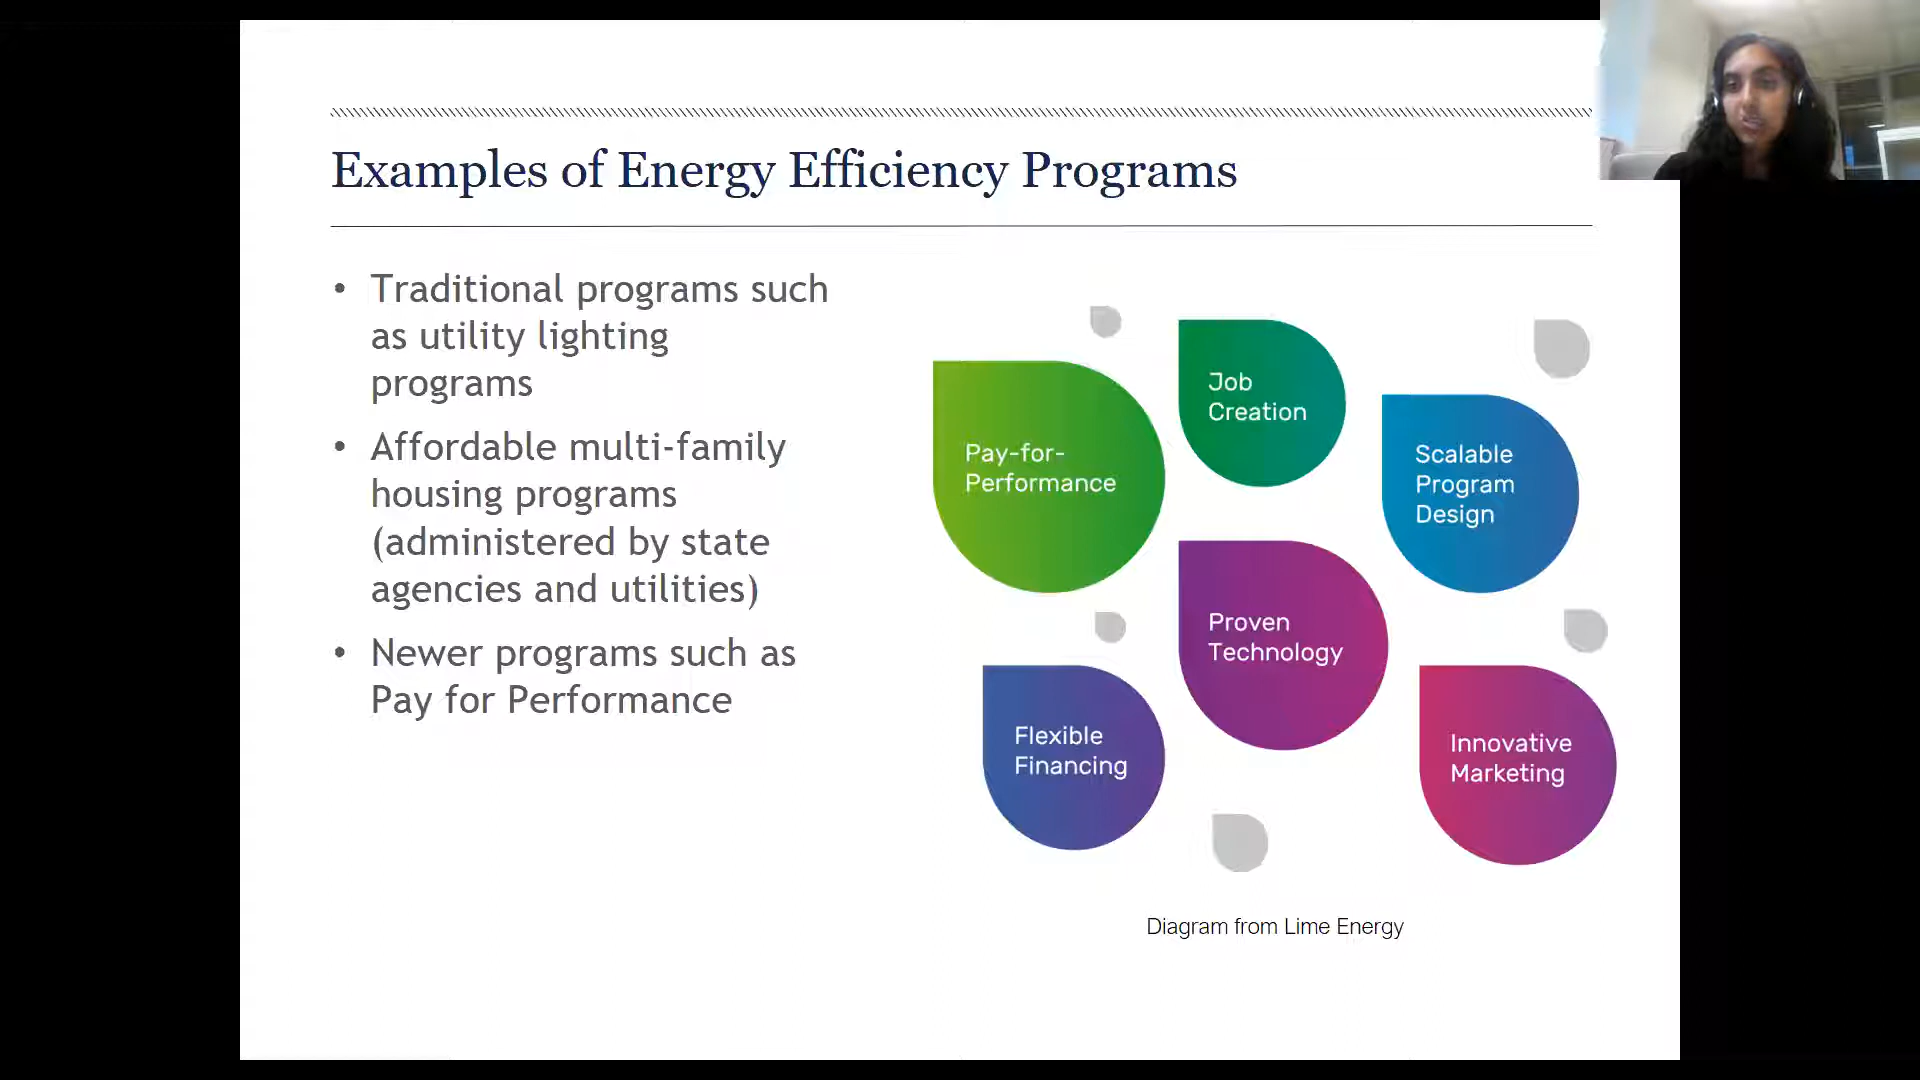 Examples of Energy Efficiency Programs
• Traditional programs such
as utility lighting
programs
• Affordable multi-family
housing programs
(administered by state
agencies and utilities)
• Newer programs such as
Pay for Performance
Pay-for-
Performance
Job
Creation
Scalable
Program
Design
Proven
Technology
Flexible
Financing
Innovative
Marketing
Diagram from Lime Energy